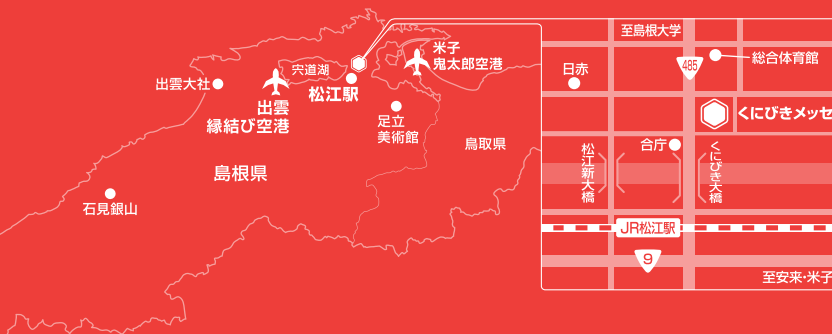 米子
鬼太郎空港
宍道湖
出雲大社
松江駅
出雲
縁結び空港
足立
美術館
鳥取県
島根県
石見銀山
至島根大学
485
総合体育館
日赤
くにびきメッセ
合庁
松江新大橋
くにびき大橋
JR松江駅
9
至安来・米子